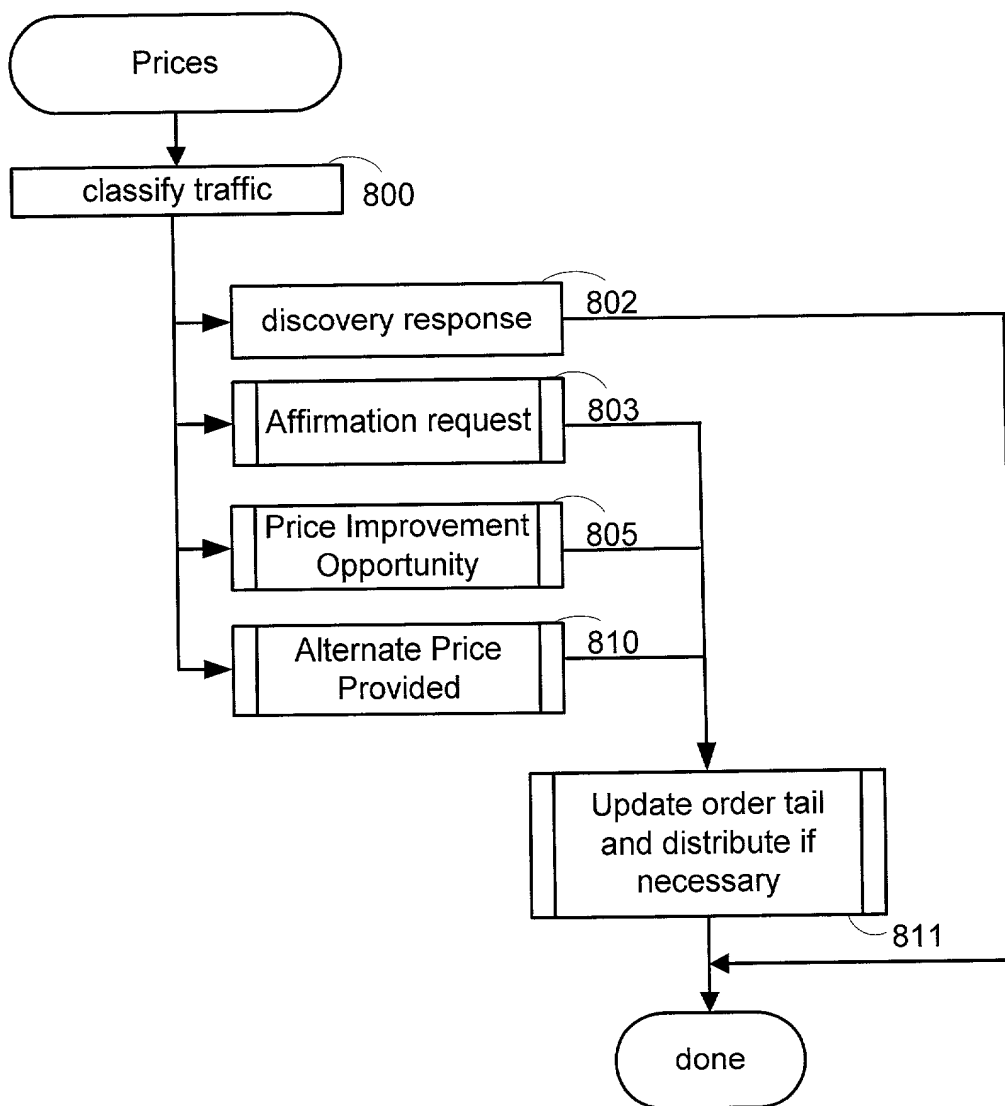 Prices
classify traffic
800
discovery response
802
Affirmation request
803
Price Improvement
Opportunity
805
Alternate Price
Provided
810
Update order tail
and distribute if
necessary
811
done